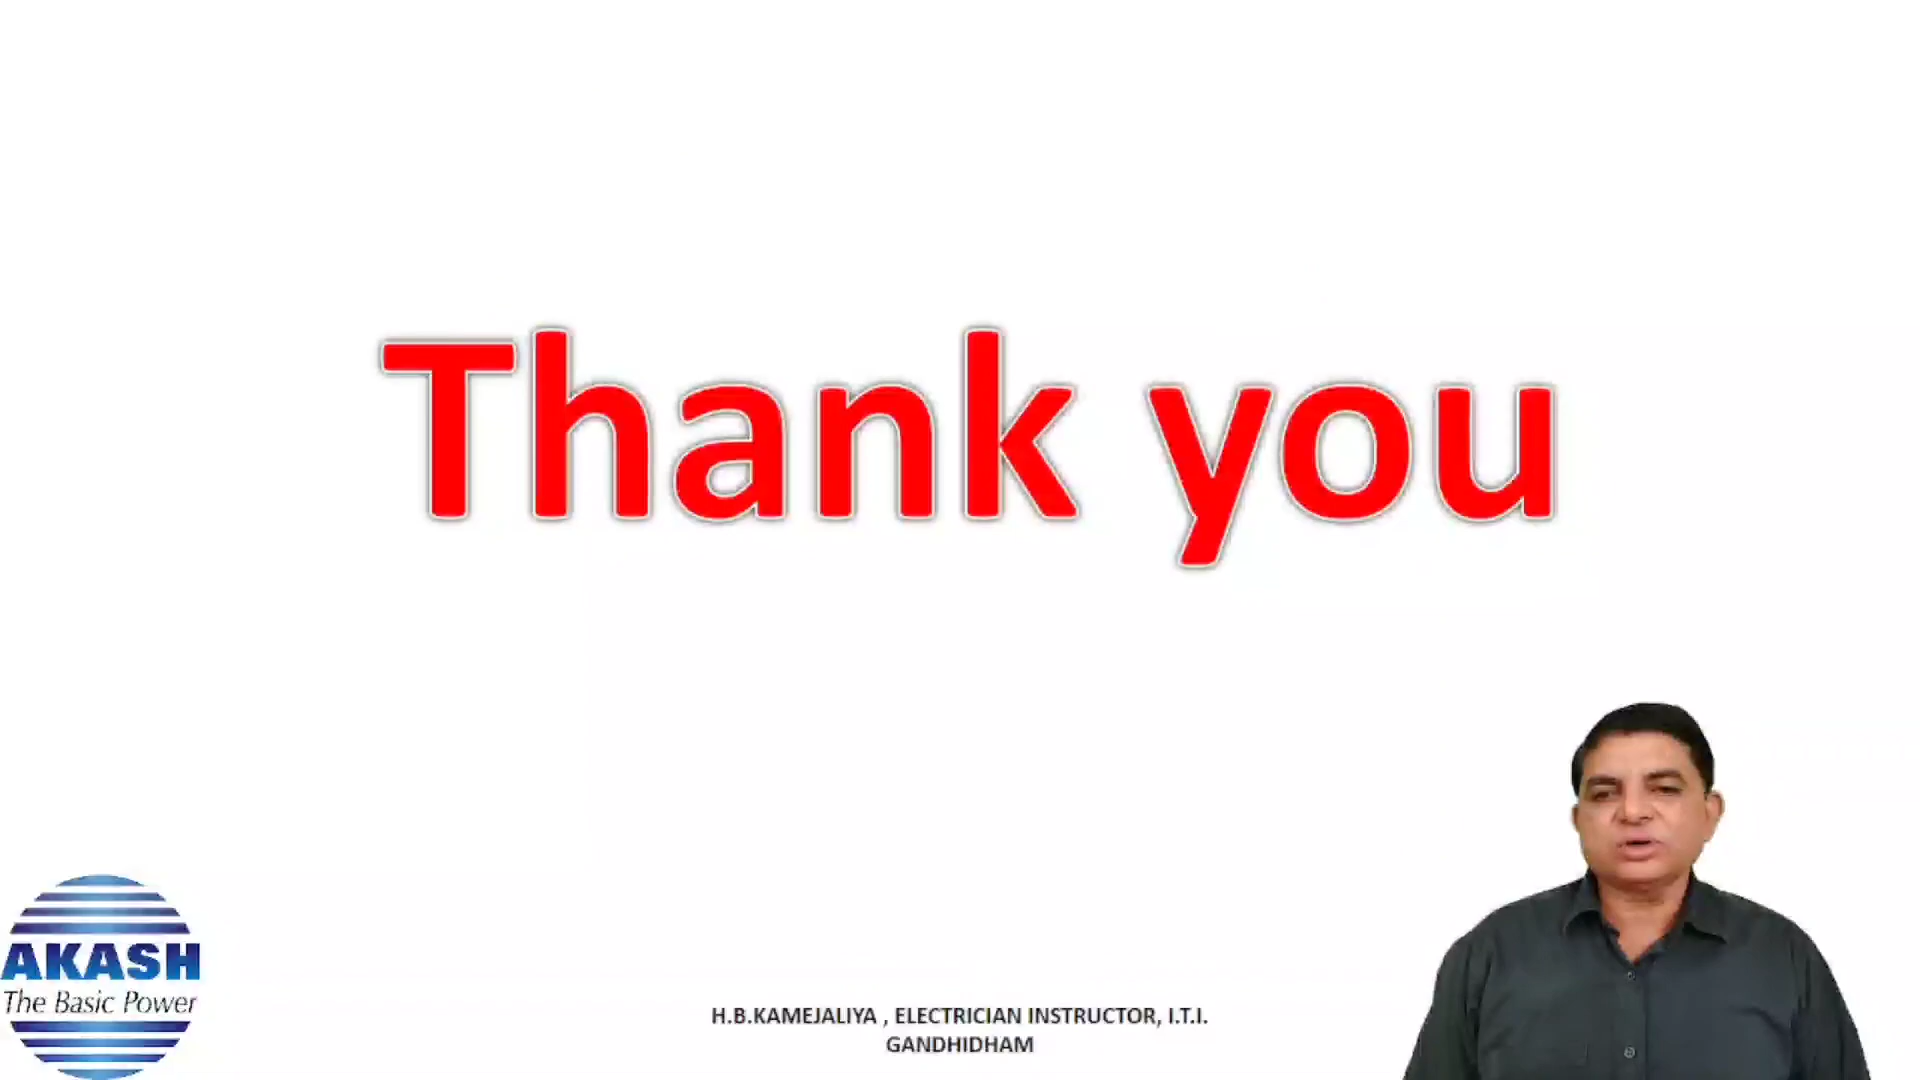 Thank you
AKASH
The Basic Power
H.B.KAMEJALIYA , ELECTRICIAN INSTRUCTOR, I.T.I.
GANDHIDHAM